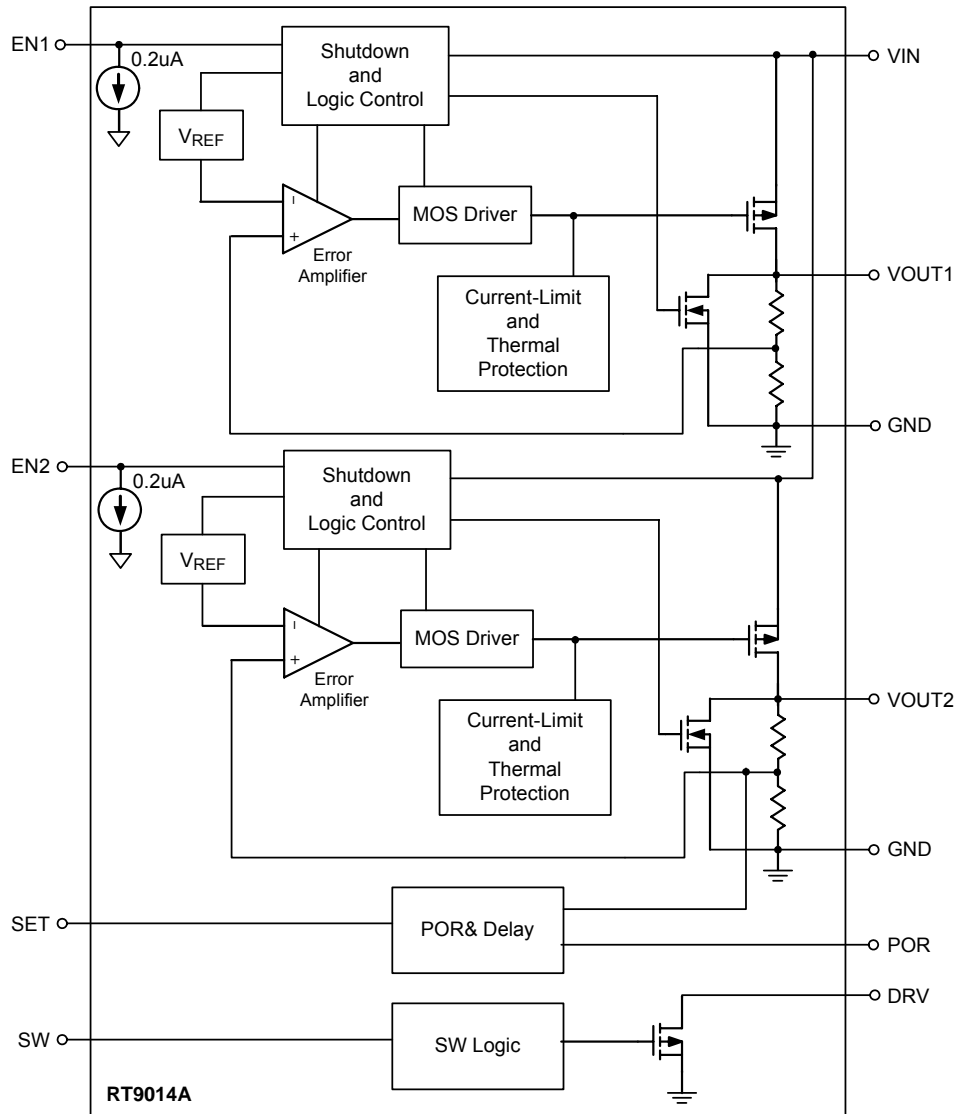 EN1
0.2uA
Shutdown
and
Logic Control
VIN
VREF
−
+
Error
Amplifier
MOS Driver
Current-Limit
and
Thermal
Protection
VOUT1
GND
EN2
0.2uA
Shutdown
and
Logic Control
VREF
−
+
Error
Amplifier
MOS Driver
Current-Limit
and
Thermal
Protection
VOUT2
GND
SET
POR& Delay
POR
DRV
SW
SW Logic
RT9014A